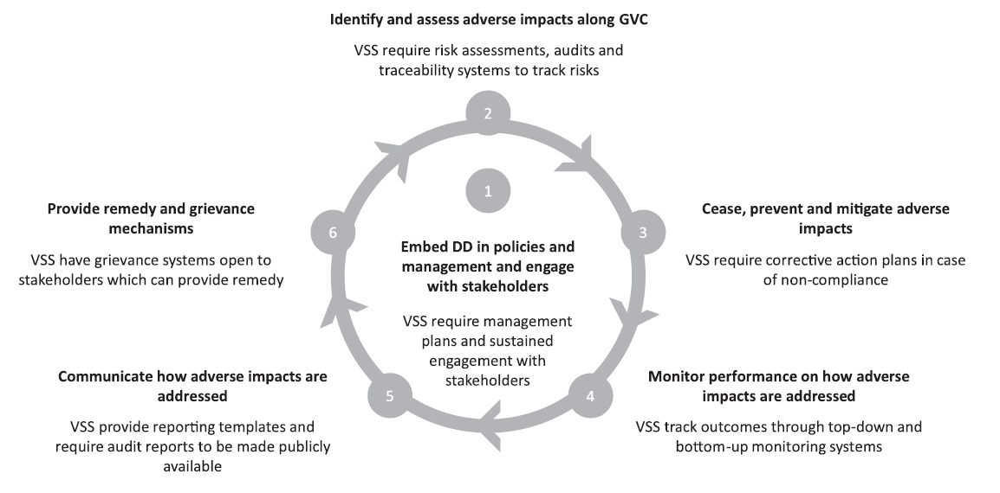 Identify and assess adverse impacts along GVC
VSS require risk assessments, audits and
traceability systems to track risks
2
1
Embed DD in policies and
management and engage
with stakeholders
VSS require management
plans and sustained
engagement with
stakeholders
3
Cease, prevent and mitigate adverse
impacts
VSS require corrective action plans in case
of non-compliance
4
Monitor performance on how adverse
impacts are addressed
VSS track outcomes through top-down and
bottom-up monitoring systems
5
Communicate how adverse impacts are
addressed
VSS provide reporting templates and
require audit reports to be made publicly
available
6
Provide remedy and grievance
mechanisms
VSS have grievance systems open to
stakeholders which can provide remedy